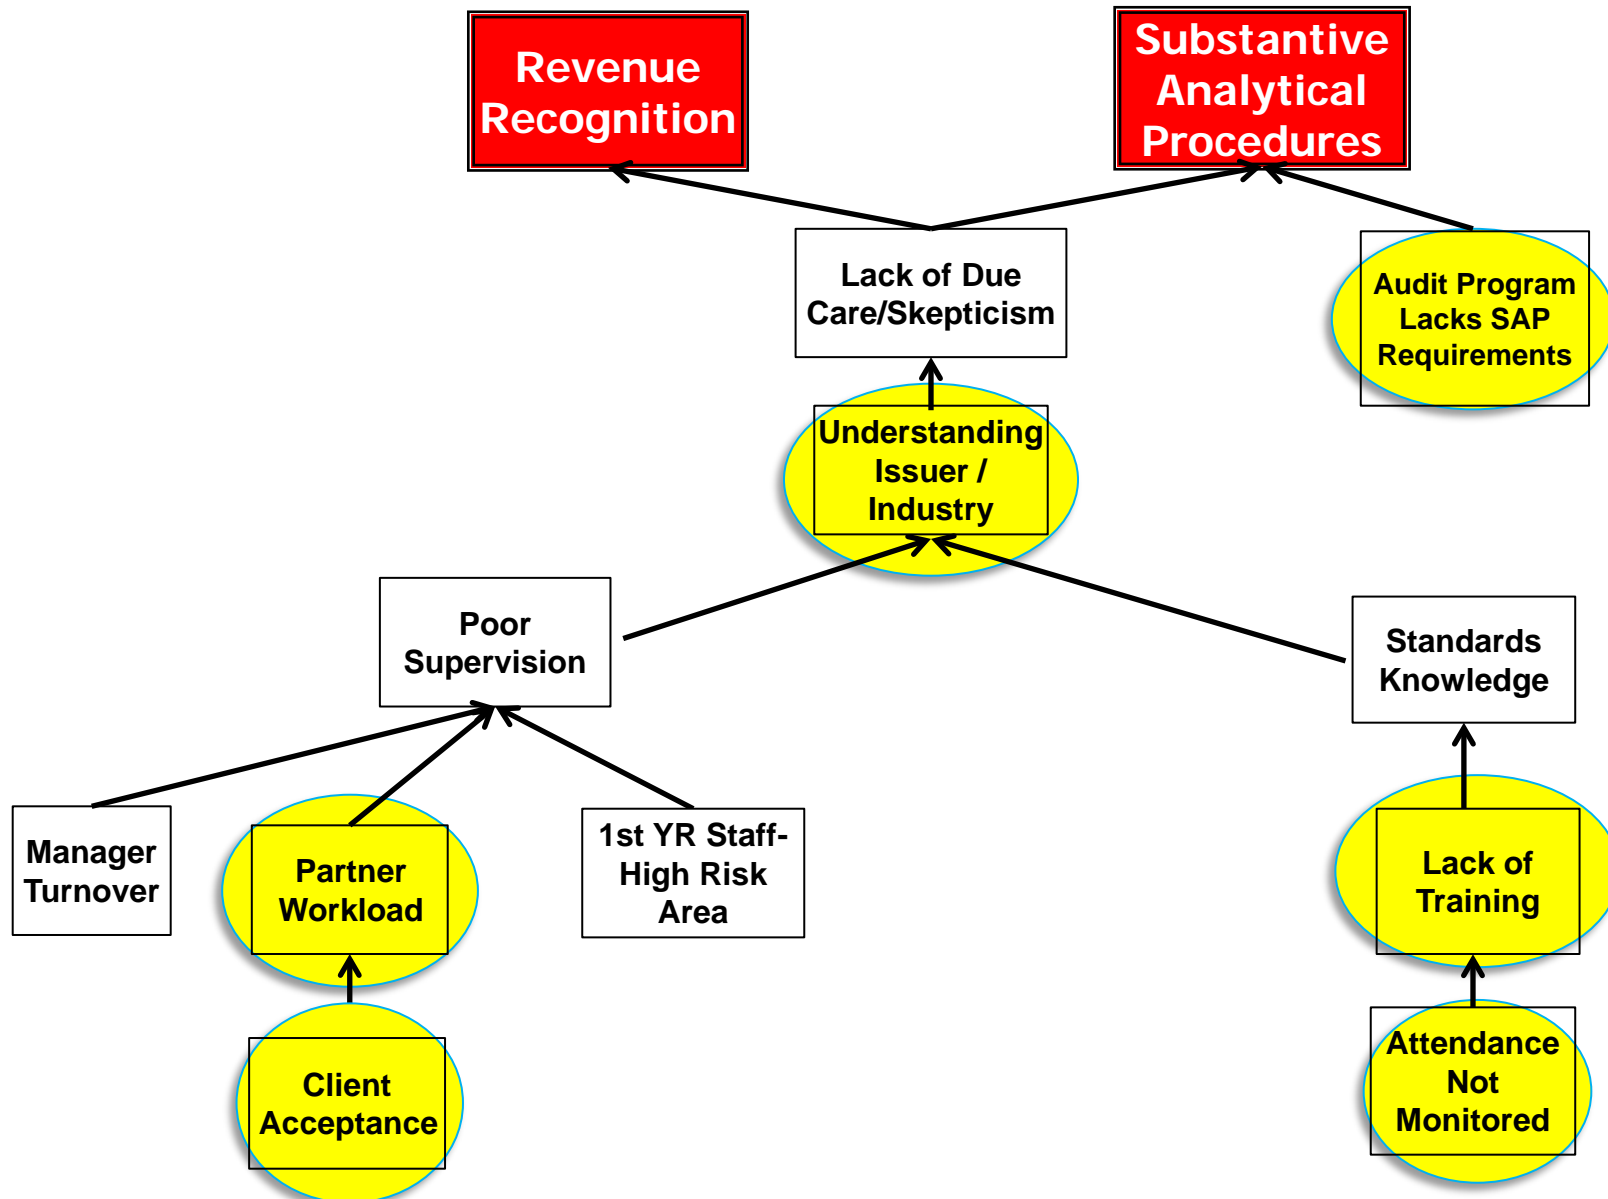 Revenue
Recognition
Substantive
Analytical
Procedures
Lack of Due
Care/Skepticism
Audit Program
Lacks SAP
Requirements
Understanding
Issuer /
Industry
Poor
Supervision
Standards
Knowledge
Manager
Turnover
Partner
Workload
1st YR Staff-
High Risk
Area
Lack of
Training
Client
Acceptance
Attendance
Not
Monitored